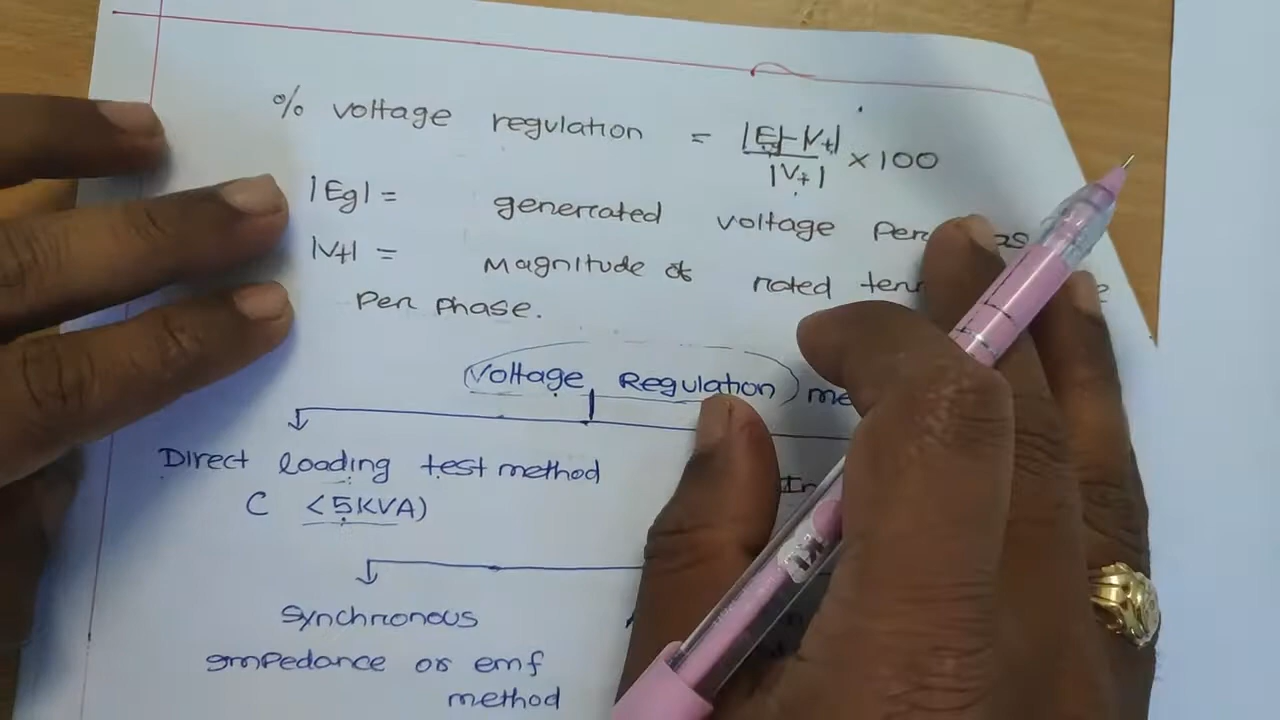 % voltage regulation = |Eg|-|Vt| / |Vt| × 100
|Eg| = generated voltage Per
|Vt| = Magnitude of rated
Per phase.
Voltage Regulation
Direct loading test method
( <5KVA)
Synchronous
Impedance or emf
method